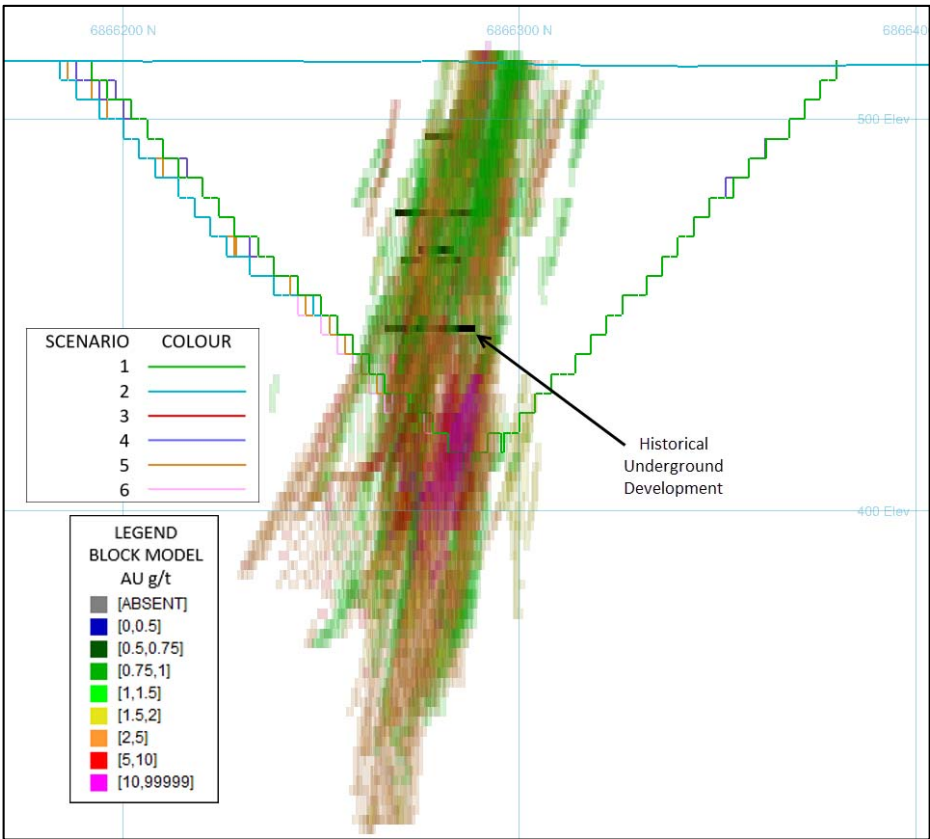 6866200 N
6866300 N
686640
500 Elev
SCENARIO COLOUR
1
2
3
4
5
6
Historical
Underground
Development
400 Elev
LEGEND
BLOCK MODEL
AU g/t
[ABSENT]
[0,0.5]
[0.5,0.75]
[0.75,1]
[1,1.5]
[1.5,2]
[2,5]
[5,10]
[10,99999]